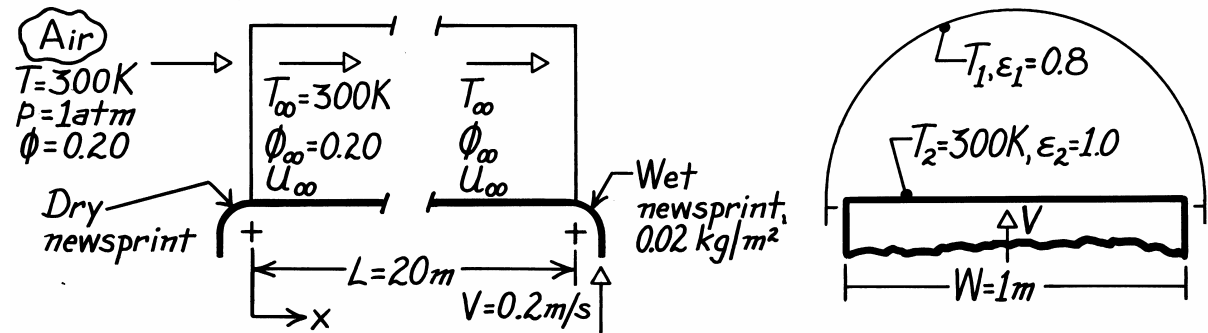 Air
T=300K
p=1atm
ϕ=0.20
T∞=300K
ϕ∞=0.20
u∞
T∞
ϕ∞
u∞
Dry
newsprint
Wet
newsprint,
0.02 kg/m²
L=20m
x
V=0.2m/s
T₁,ε₁=0.8
T₂=300K,ε₂=1.0
V
W=1m